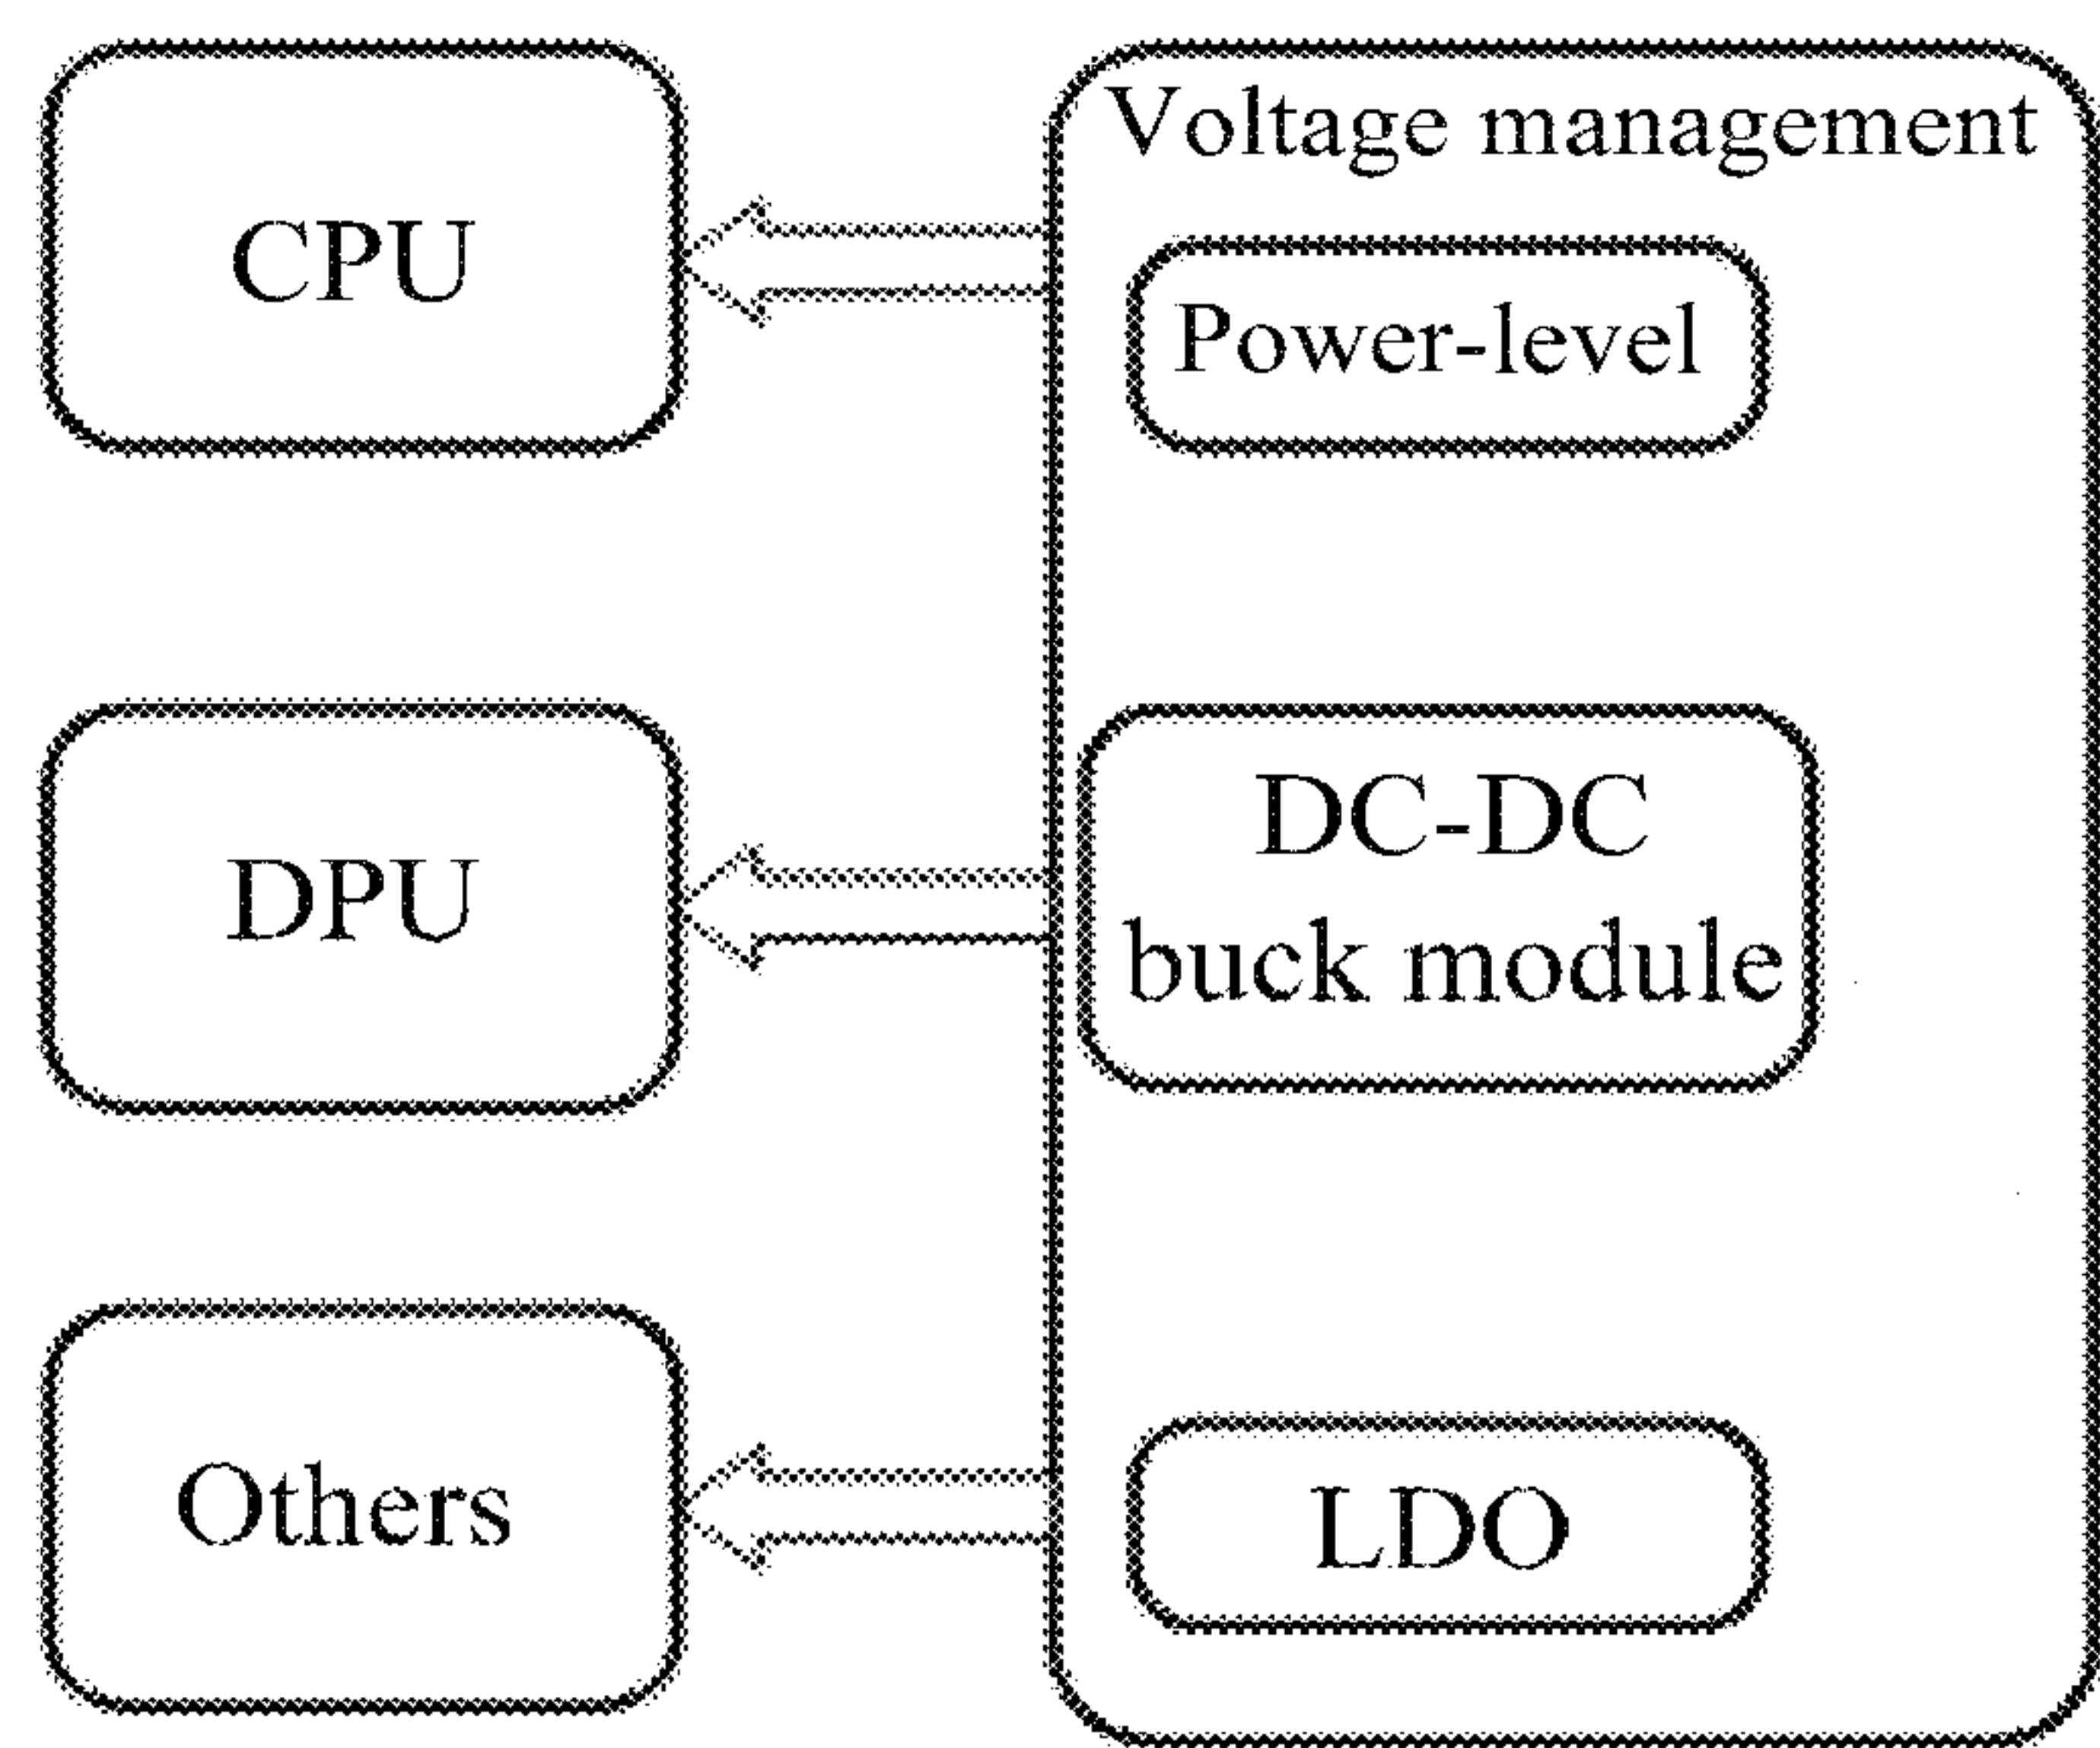 CPU
DPU
Others
Voltage management
Power-level
DC-DC
buck module
LDO